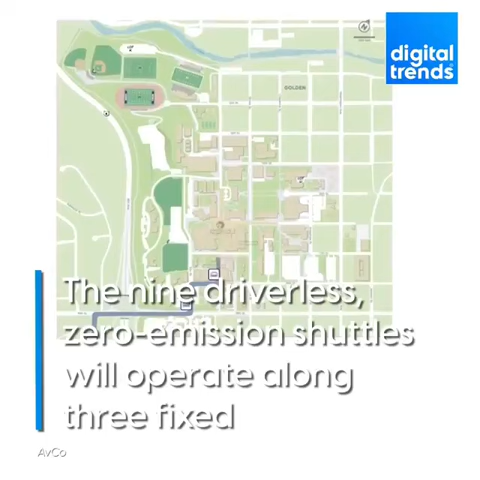 digital
trends
GOLDEN
The nine driverless,
zero-emission shuttles
will operate along
three fixed
AvCo